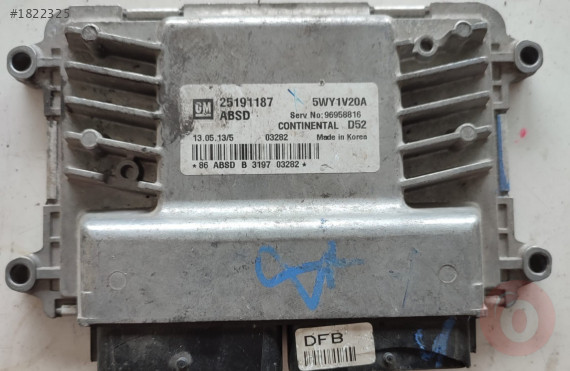 #1822325
GM 25191187 5WY1V20A
ABSD Serv No:96958816
CONTINENTAL D52
13.05.13/5 03282 Made in Korea
*86 ABSD B 3197 03282*
DFB